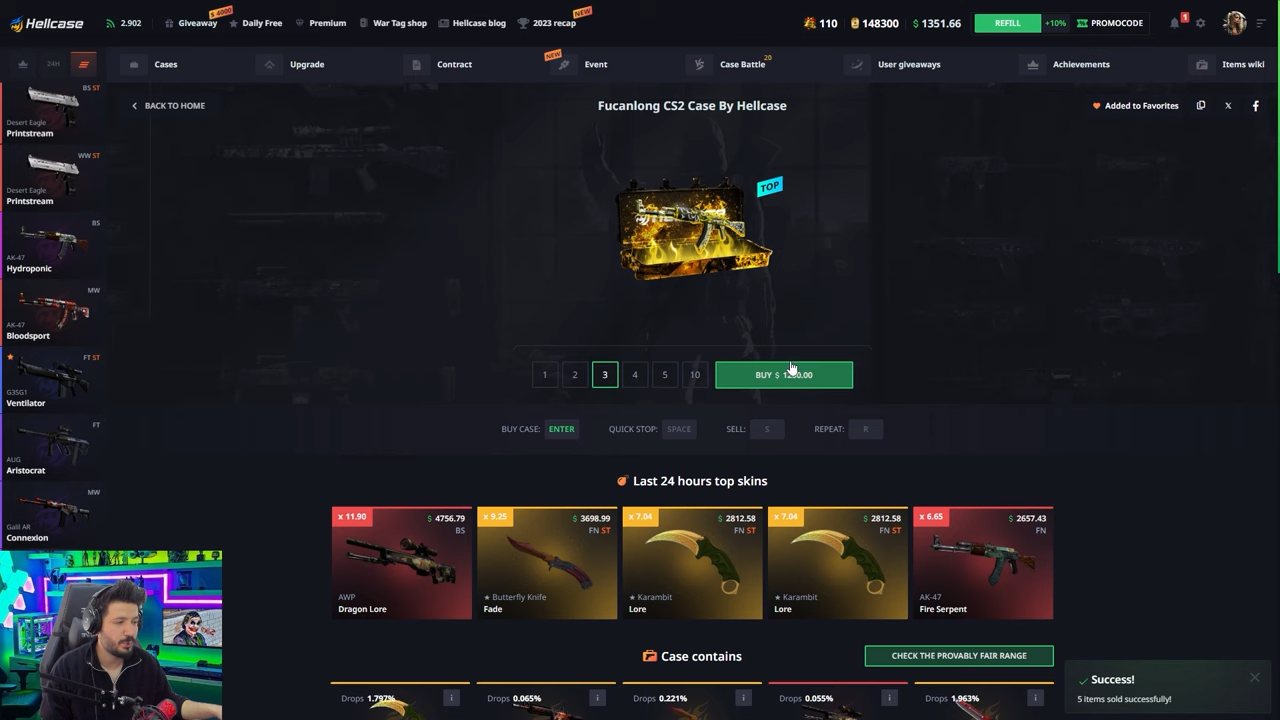 Hellcase
2.902
Giveaway
$ 4000
Daily Free
Premium
War Tag shop
Hellcase blog
2023 recap
NEW
110
148300
$ 1351.66
REFILL
+10%
PROMOCODE
1
24H
Cases
Upgrade
Contract
NEW
Event
Case Battle
20
User giveaways
Achievements
Items wiki
BACK TO HOME
Fucanlong CS2 Case By Hellcase
Added to Favorites
TOP
BS ST
Desert Eagle
Printstream
WW ST
Desert Eagle
Printstream
BS
AK-47
Hydroponic
MW
AK-47
Bloodsport
FT ST
G3SG1
Ventilator
FT
AUG
Aristocrat
MW
Galil AR
Connexion
1
2
3
4
5
10
BUY $
BUY CASE: ENTER
QUICK STOP: SPACE
SELL: S
REPEAT: R
Last 24 hours top skins
x 11.90
$ 4756.79
BS
AWP
Dragon Lore
x 9.25
$ 3698.99
FN ST
★ Butterfly Knife
Fade
x 7.04
$ 2812.58
FN ST
★ Karambit
Lore
x 7.04
$ 2812.58
FN ST
★ Karambit
Lore
x 6.65
$ 2657.43
FN
AK-47
Fire Serpent
Case contains
CHECK THE PROVABLY FAIR RANGE
Drops 1.797%
Drops 0.065%
Drops 0.221%
Drops 0.055%
Drops 1.963%
Success!
5 items sold successfully!